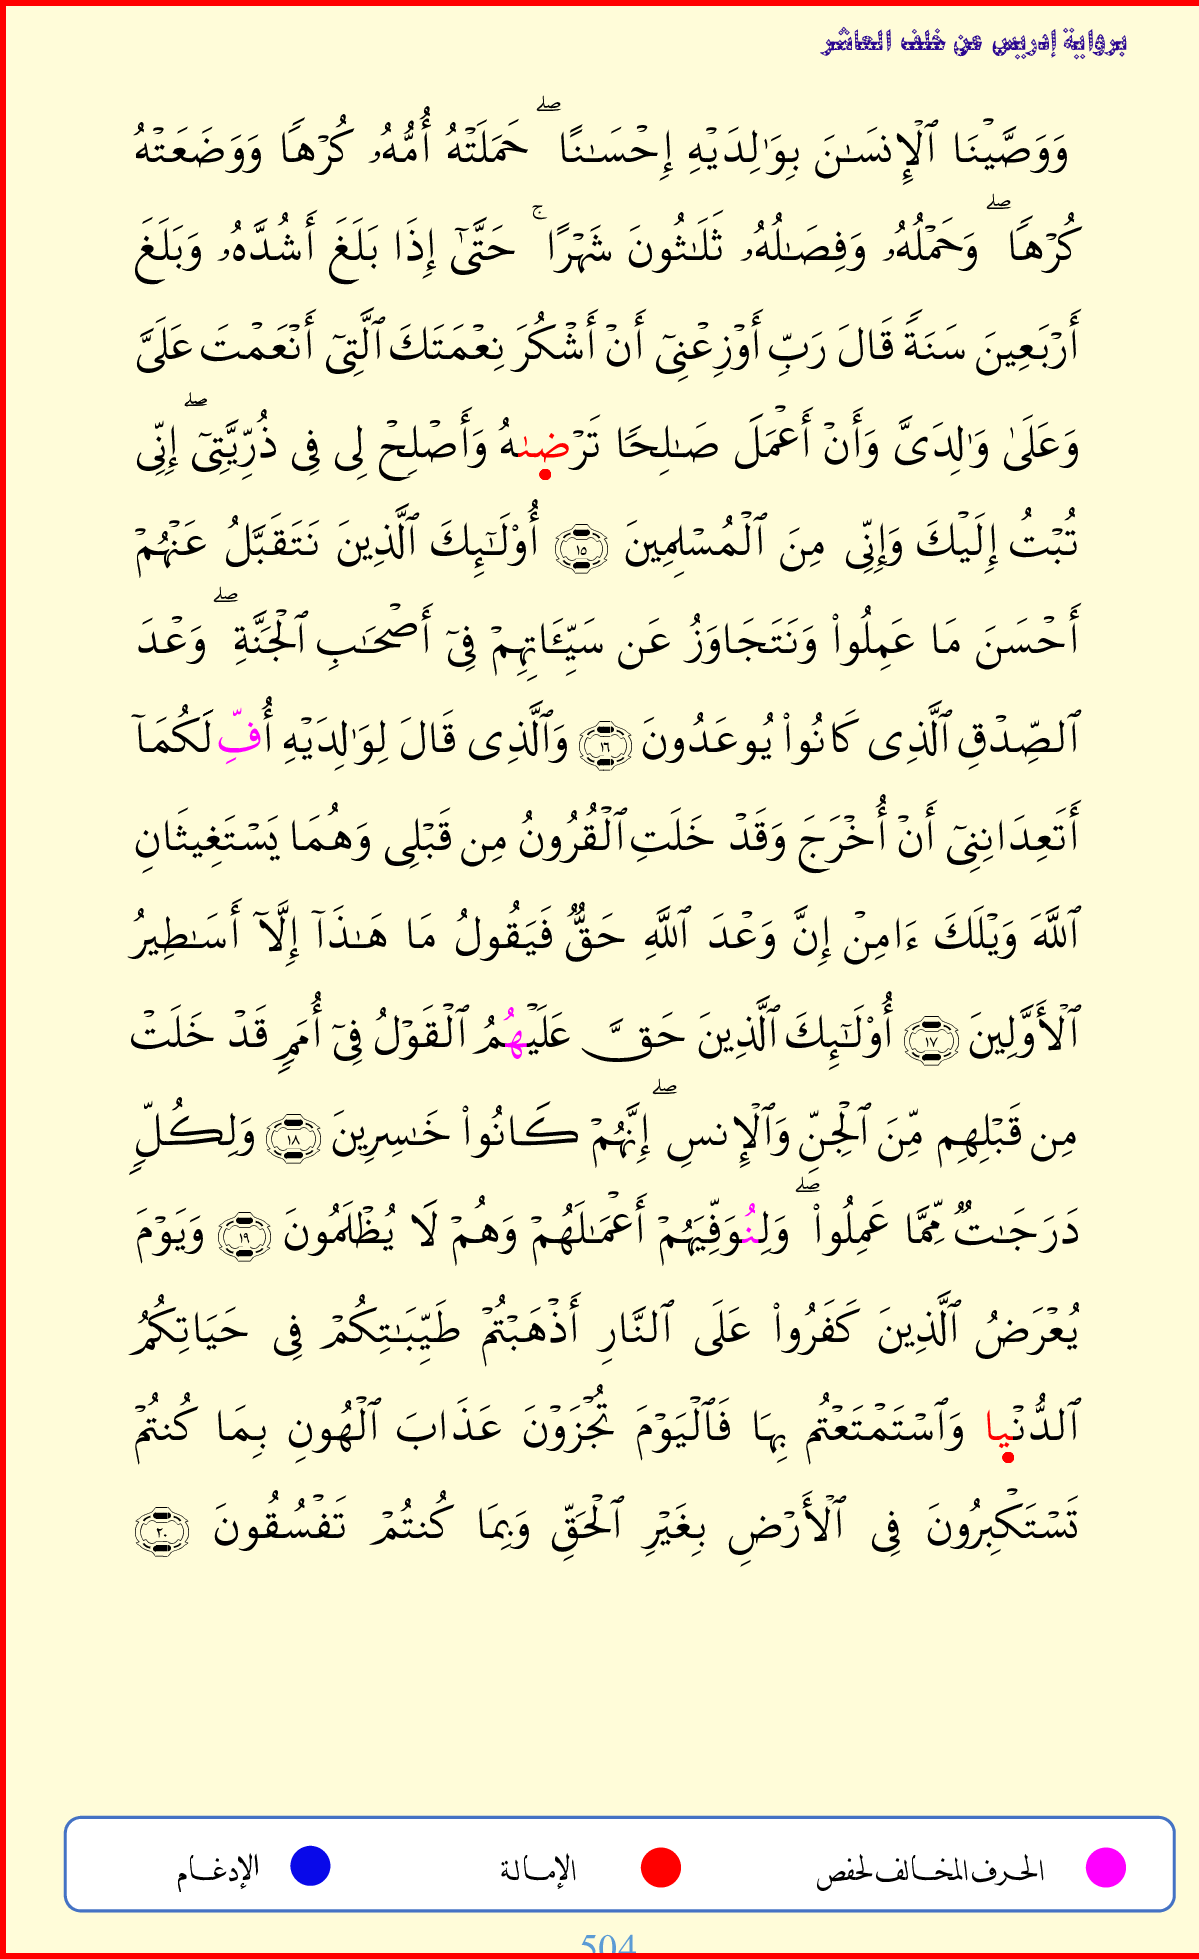 برواية إدريس عن خلف العاشر
وَوَصَّيْنَا ٱلْإِنسَـٰنَ بِوَٰلِدَيْهِ إِحْسَـٰنًا ۖ حَمَلَتْهُ أُمُّهُۥ كُرْهًا وَوَضَعَتْهُ
كُرْهًا ۖ وَحَمْلُهُۥ وَفِصَـٰلُهُۥ ثَلَـٰثُونَ شَهْرًا ۚ حَتَّىٰٓ إِذَا بَلَغَ أَشُدَّهُۥ وَبَلَغَ
أَرْبَعِينَ سَنَةً قَالَ رَبِّ أَوْزِعْنِىٓ أَنْ أَشْكُرَ نِعْمَتَكَ ٱلَّتِىٓ أَنْعَمْتَ عَلَىَّ
وَعَلَىٰ وَٰلِدَىَّ وَأَنْ أَعْمَلَ صَـٰلِحًا تَرْضىٰهُ وَأَصْلِحْ لِى فِى ذُرِّيَّتِىٓ ۖ إِنِّى
تُبْتُ إِلَيْكَ وَإِنِّى مِنَ ٱلْمُسْلِمِينَ ١٥ أُو۟لَـٰٓئِكَ ٱلَّذِينَ نَتَقَبَّلُ عَنْهُمْ
أَحْسَنَ مَا عَمِلُوا۟ وَنَتَجَاوَزُ عَن سَيِّـَٔاتِهِمْ فِىٓ أَصْحَـٰبِ ٱلْجَنَّةِ ۖ وَعْدَ
ٱلصِّدْقِ ٱلَّذِى كَانُوا۟ يُوعَدُونَ ١٦ وَٱلَّذِى قَالَ لِوَٰلِدَيْهِ أُفِّ لَكُمَآ
أَتَعِدَانِنِىٓ أَنْ أُخْرَجَ وَقَدْ خَلَتِ ٱلْقُرُونُ مِن قَبْلِى وَهُمَا يَسْتَغِيثَانِ
ٱللَّهَ وَيْلَكَ ءَامِنْ إِنَّ وَعْدَ ٱللَّهِ حَقٌّ فَيَقُولُ مَا هَـٰذَآ إِلَّآ أَسَـٰطِيرُ
ٱلْأَوَّلِينَ ١٧ أُو۟لَـٰٓئِكَ ٱلَّذِينَ حَقَّ عَلَيْهُمُ ٱلْقَوْلُ فِىٓ أُمَمٍ قَدْ خَلَتْ
مِن قَبْلِهِم مِّنَ ٱلْجِنِّ وَٱلْإِنسِ ۖ إِنَّهُمْ كَانُوا۟ خَـٰسِرِينَ ١٨ وَلِكُلٍّ
دَرَجَـٰتٌ مِّمَّا عَمِلُوا۟ ۖ وَلِنُوَفِّيَهُمْ أَعْمَـٰلَهُمْ وَهُمْ لَا يُظْلَمُونَ ١٩ وَيَوْمَ
يُعْرَضُ ٱلَّذِينَ كَفَرُوا۟ عَلَى ٱلنَّارِ أَذْهَبْتُمْ طَيِّبَـٰتِكُمْ فِى حَيَاتِكُمُ
ٱلدُّنْيا وَٱسْتَمْتَعْتُم بِهَا فَٱلْيَوْمَ تُجْزَوْنَ عَذَابَ ٱلْهُونِ بِمَا كُنتُمْ
تَسْتَكْبِرُونَ فِى ٱلْأَرْضِ بِغَيْرِ ٱلْحَقِّ وَبِمَا كُنتُمْ تَفْسُقُونَ ٢٠
الحرف المخالف لحفص الإمالة الإدغام
504